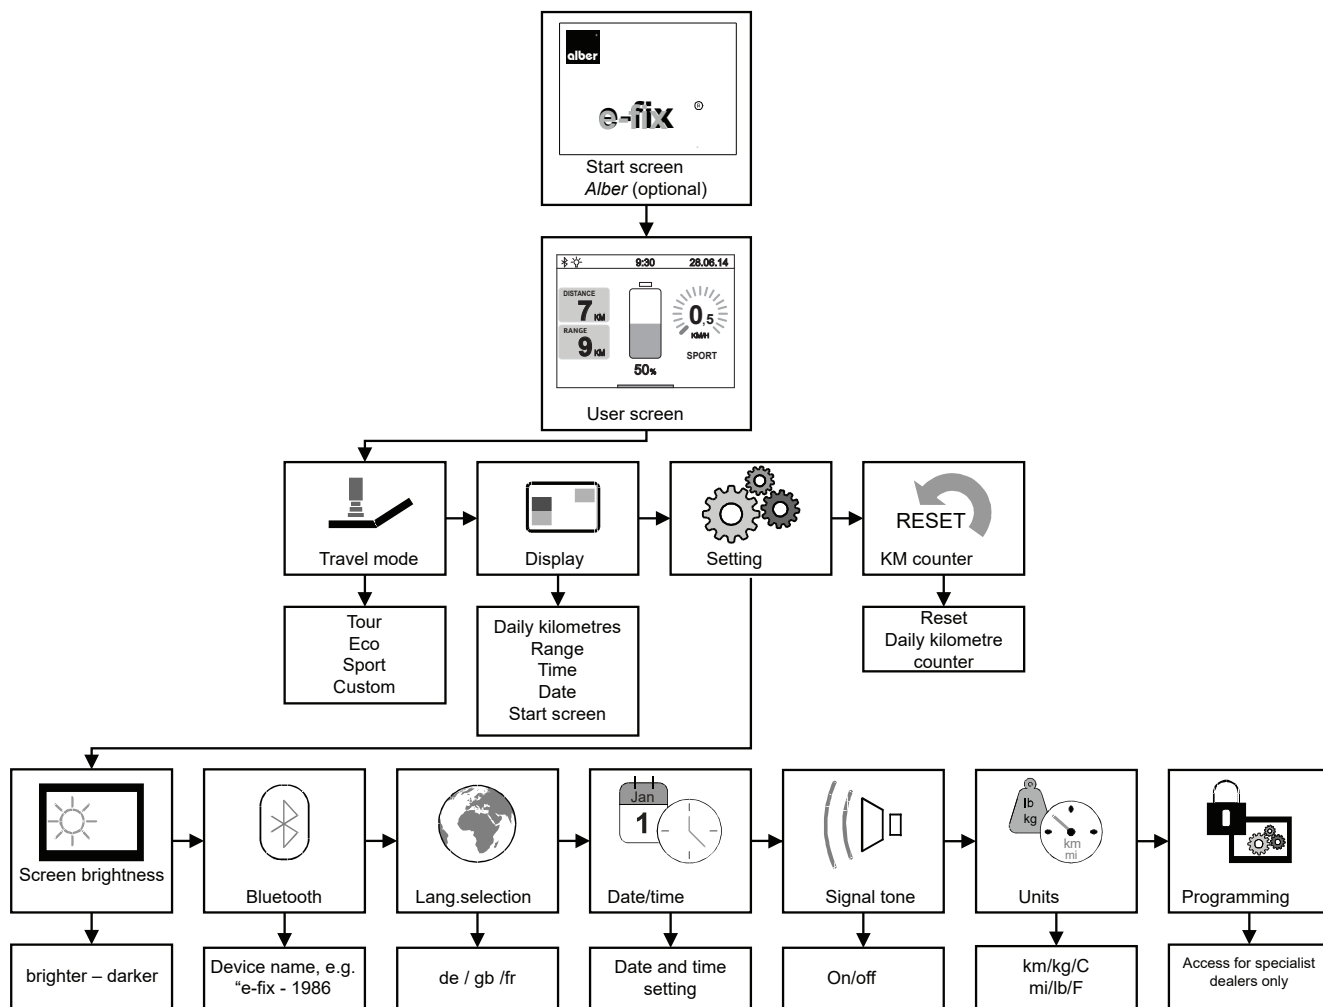 alber
e-fix ®
Start screen
Alber (optional)
9:30 28.06.14
DISTANCE
7 KM
RANGE
9 KM
50%
0,5
KM/H
SPORT
User screen
Travel mode
Display
Setting
RESET
KM counter
Tour
Eco
Sport
Custom
Daily kilometres
Range
Time
Date
Start screen
Reset
Daily kilometre
counter
Screen brightness
Bluetooth
Lang.selection
Jan
1
Date/time
Signal tone
lb
kg
km
mi
Units
Programming
brighter – darker
Device name, e.g.
“e-fix - 1986
de / gb /fr
Date and time
setting
On/off
km/kg/C
mi/lb/F
Access for specialist
dealers only